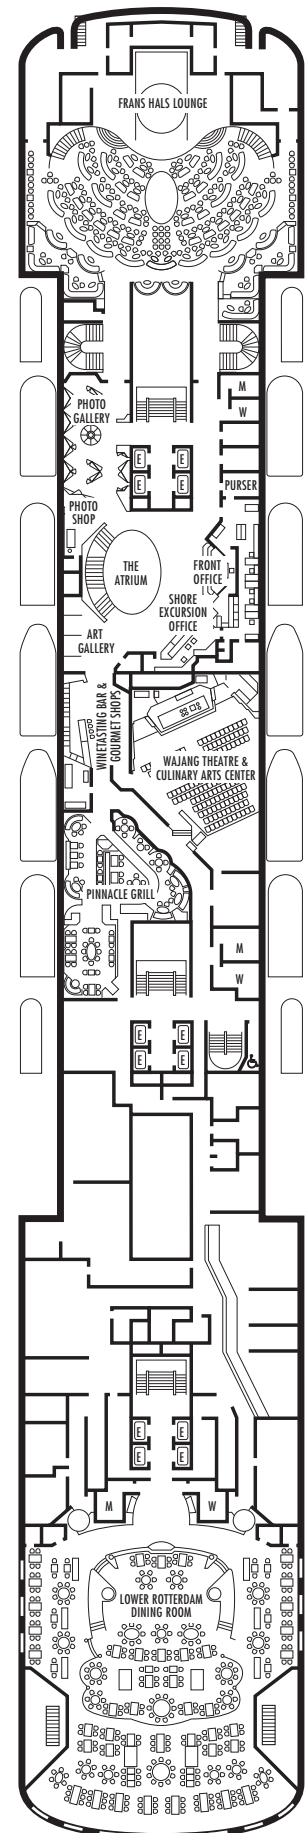 FRANS HALS LOUNGE
M
W
PHOTO
GALLERY
E
E
E
E
PURSER
PHOTO
SHOP
THE
ATRIUM
FRONT
OFFICE
SHORE
EXCURSION
OFFICE
ART
GALLERY
WINETASTING BAR &
GOURMET SHOPS
WAJANG THEATRE &
CULINARY ARTS CENTER
PINNACLE GRILL
M
W
E
E
E
E
E
E
E
E
M
W
LOWER ROTTERDAM
DINING ROOM